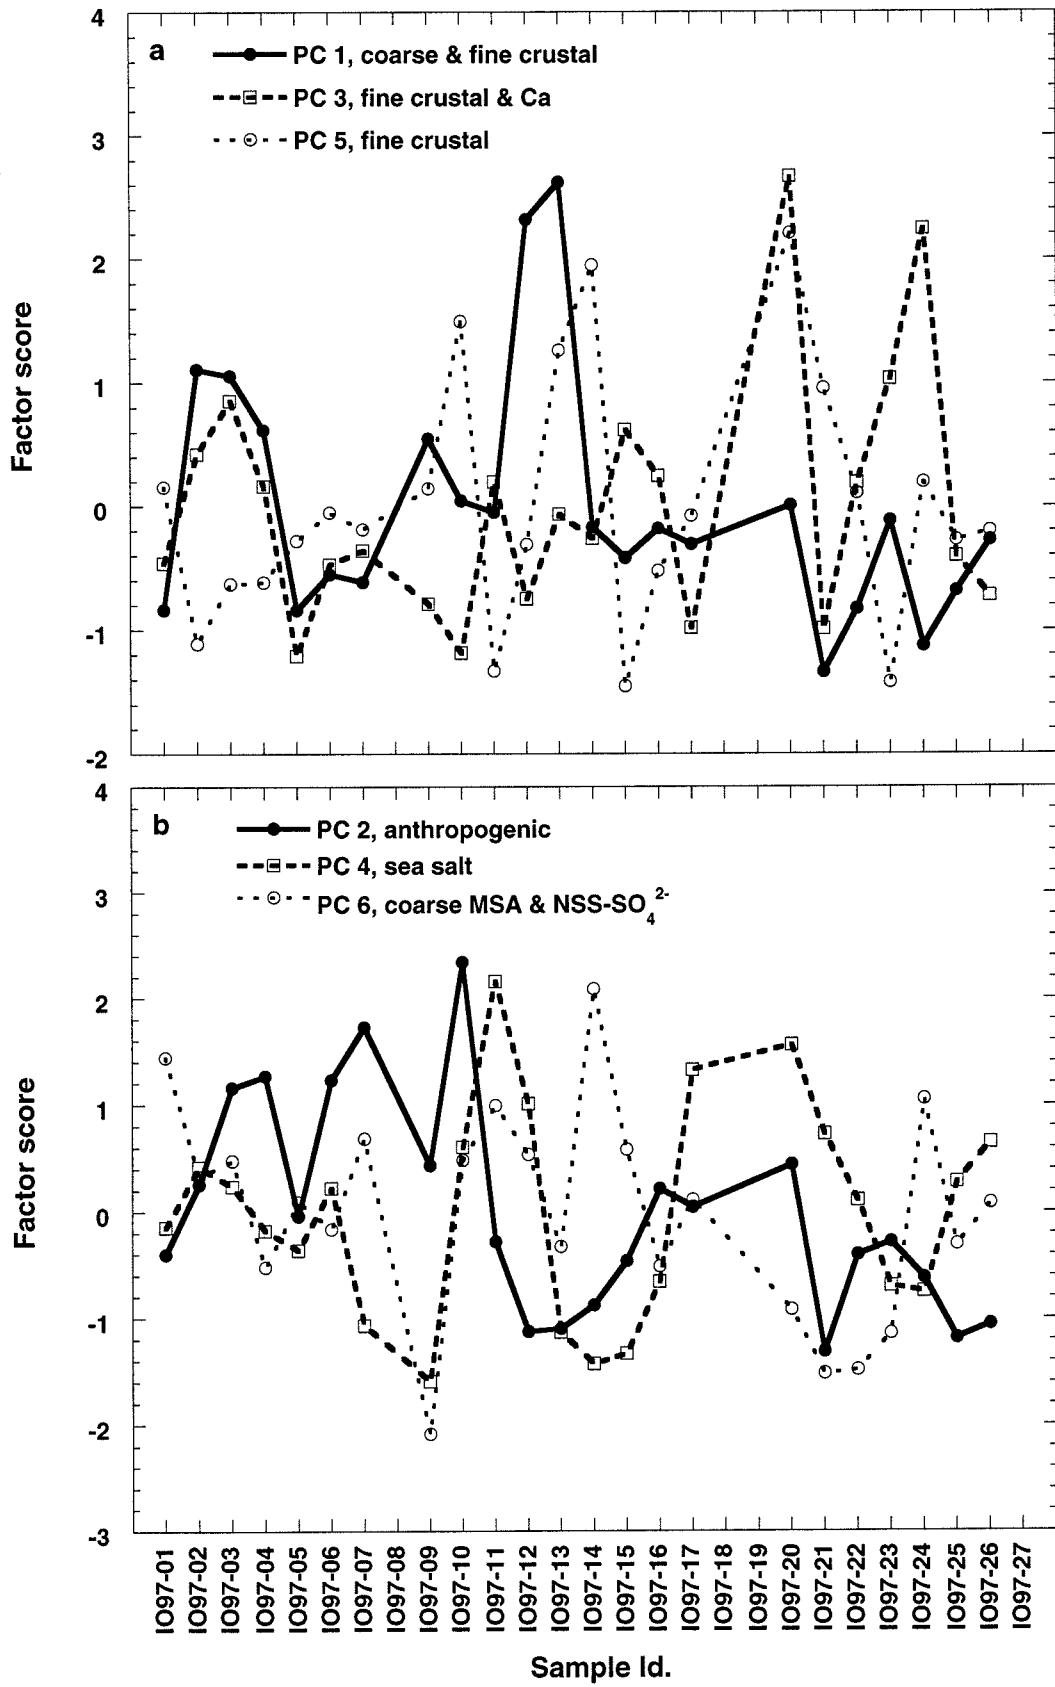 4
a
PC 1, coarse & fine crustal
PC 3, fine crustal & Ca
3
PC 5, fine crustal
2
Factor score
1
0
-1
-2
4
b
PC 2, anthropogenic
PC 4, sea salt
3
PC 6, coarse MSA & NSS-SO4 2-
2
1
Factor score
0
-1
-2
-3
IO97-01
IO97-02
IO97-03
IO97-04
IO97-05
IO97-06
IO97-07
IO97-08
IO97-09
IO97-10
IO97-11
IO97-12
IO97-13
IO97-14
IO97-15
IO97-16
IO97-17
IO97-18
IO97-19
IO97-20
IO97-21
IO97-22
IO97-23
IO97-24
IO97-25
IO97-26
IO97-27
Sample Id.